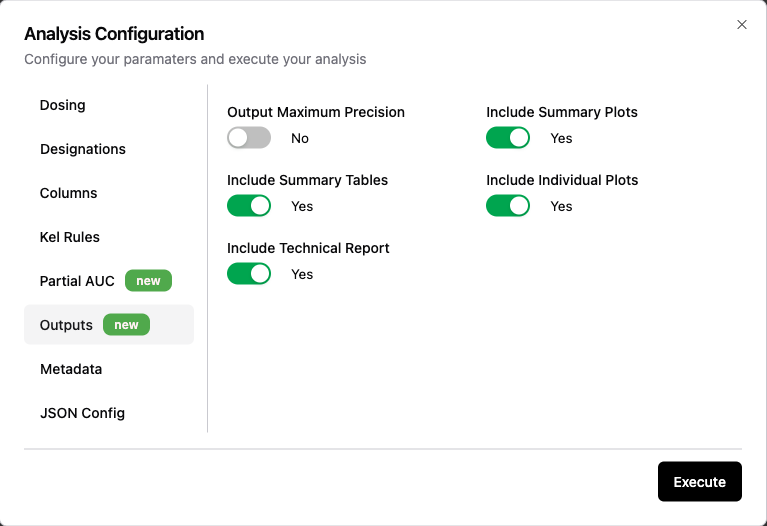 Analysis Configuration
Configure your paramaters and execute your analysis
Dosing
Designations
Columns
Kel Rules
Partial AUC new
Outputs new
Metadata
JSON Config
Output Maximum Precision
No
Include Summary Plots
Yes
Include Summary Tables
Yes
Include Individual Plots
Yes
Include Technical Report
Yes
Execute